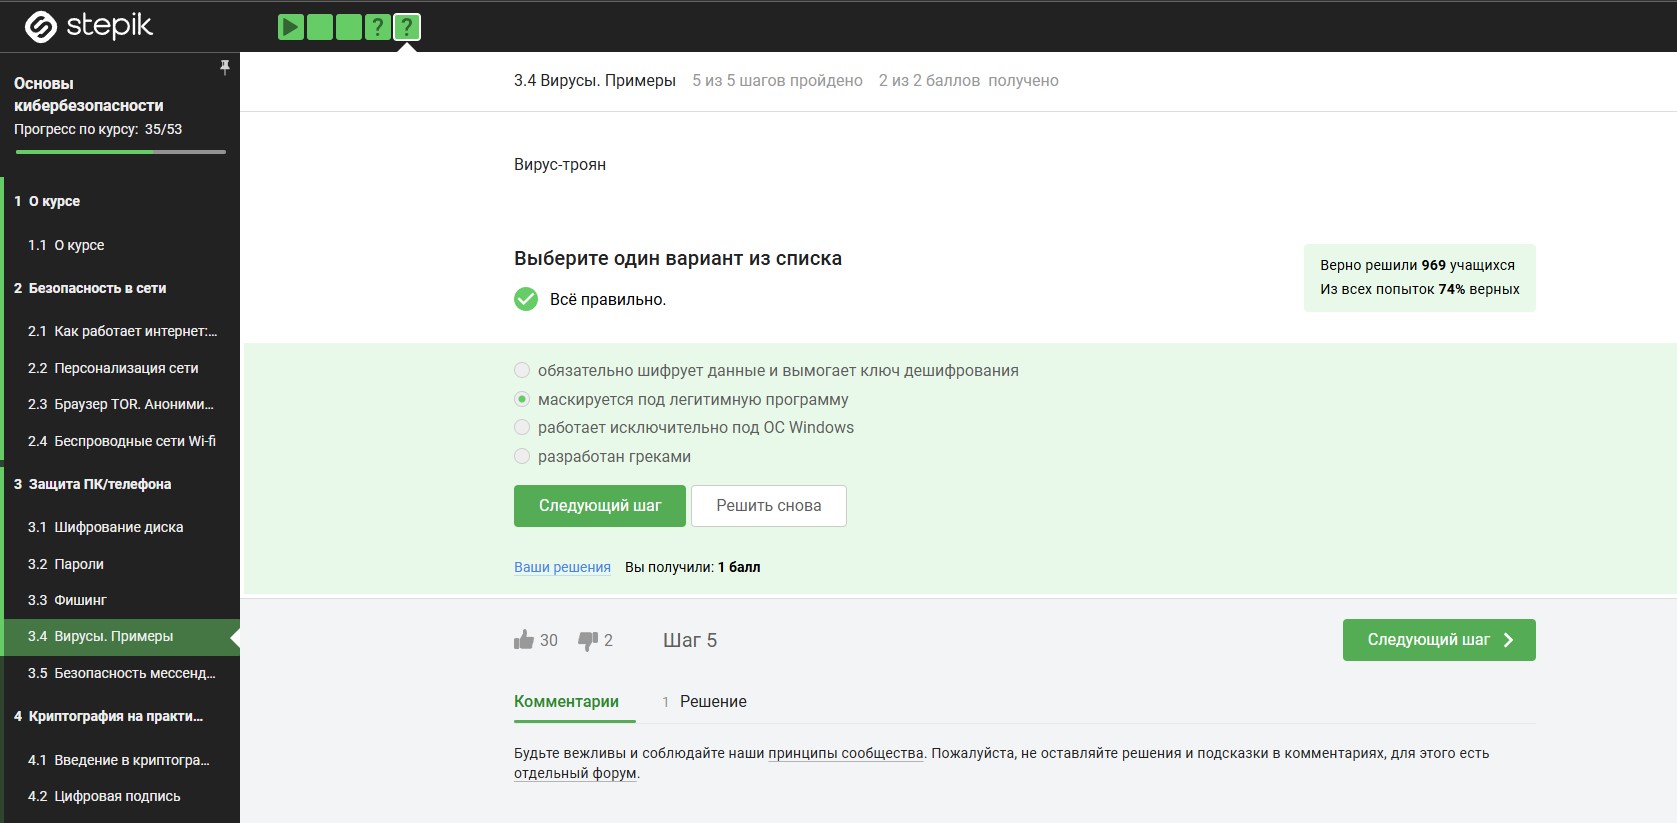 stepik
? ?
Основы
кибербезопасности
Прогресс по курсу: 35/53
1 О курсе
1.1 О курсе
2 Безопасность в сети
2.1 Как работает интернет:...
2.2 Персонализация сети
2.3 Браузер TOR. Аноними...
2.4 Беспроводные сети Wi-fi
3 Защита ПК/телефона
3.1 Шифрование диска
3.2 Пароли
3.3 Фишинг
3.4 Вирусы. Примеры
3.5 Безопасность мессенд...
4 Криптография на практи...
4.1 Введение в криптогра...
4.2 Цифровая подпись
3.4 Вирусы. Примеры 5 из 5 шагов пройдено 2 из 2 баллов получено
Вирус-троян
Выберите один вариант из списка
Всё правильно.
Верно решили 969 учащихся
Из всех попыток 74% верных
обязательно шифрует данные и вымогает ключ дешифрования
маскируется под легитимную программу
работает исключительно под ОС Windows
разработан греками
Следующий шаг Решить снова
Ваши решения Вы получили: 1 балл
30 2 Шаг 5 Следующий шаг
Комментарии 1 Решение
Будьте вежливы и соблюдайте наши принципы сообщества. Пожалуйста, не оставляйте решения и подсказки в комментариях, для этого есть
отдельный форум.